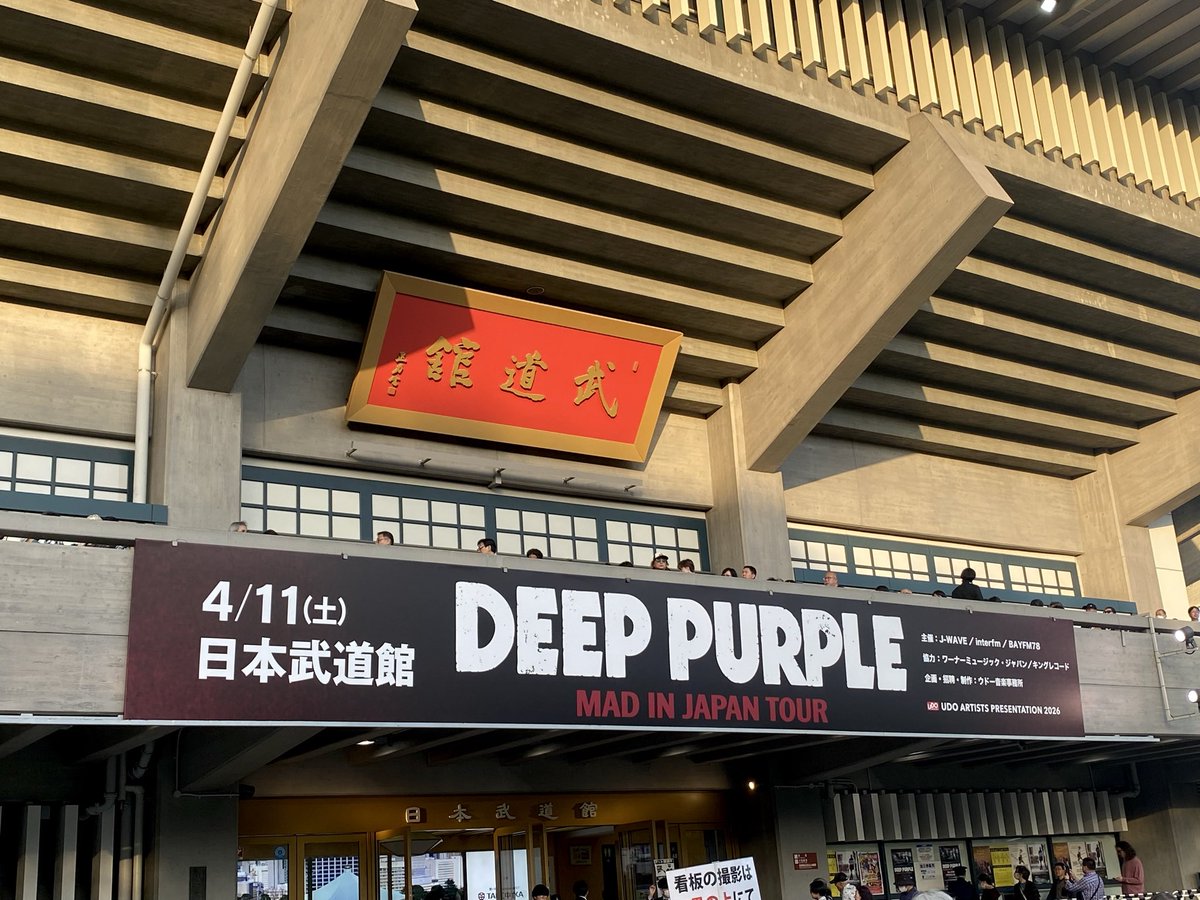 武道館
4/11(土)
日本武道館
DEEP PURPLE
MAD IN JAPAN TOUR
主催:J-WAVE / interfm / BAYFM78
協力:ワーナーミュージック・ジャパン/キングレコード
企画・招聘・制作:ウドー音楽事務所
UDO UDO ARTISTS PRESENTATION 2026
日本武道館
看板の撮影は